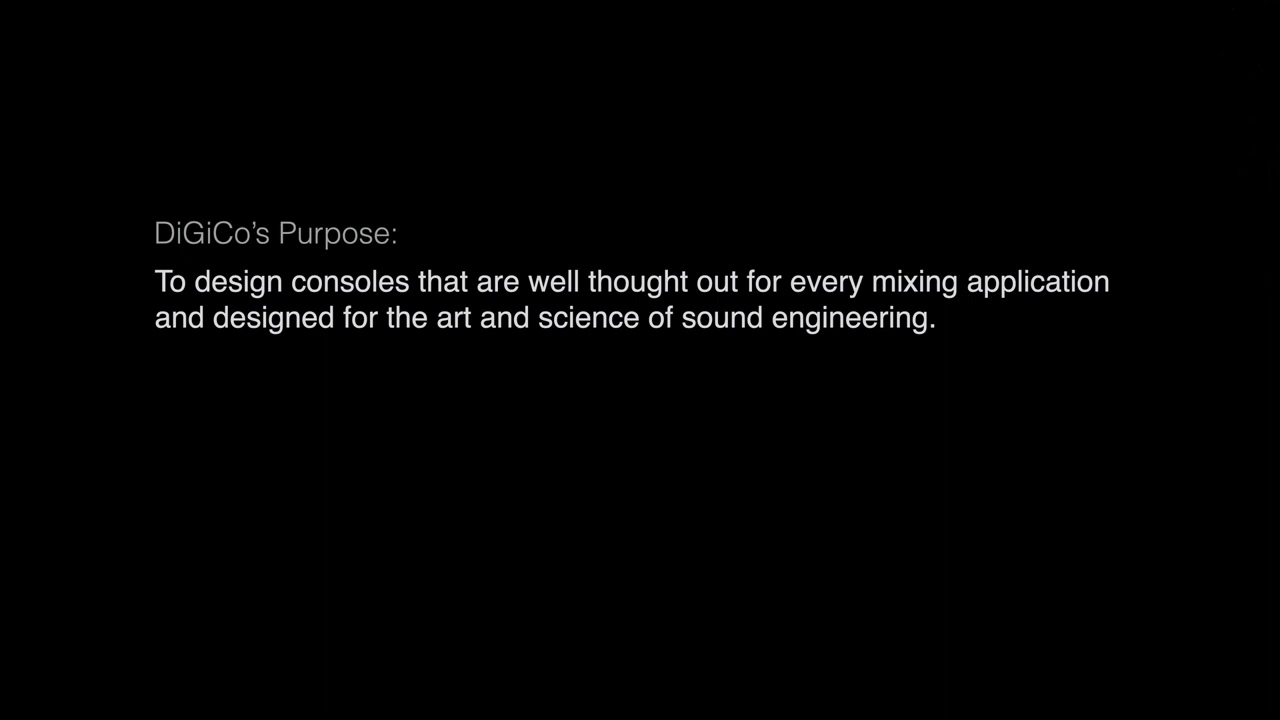 DiGiCo’s Purpose:
To design consoles that are well thought out for every mixing application
and designed for the art and science of sound engineering.